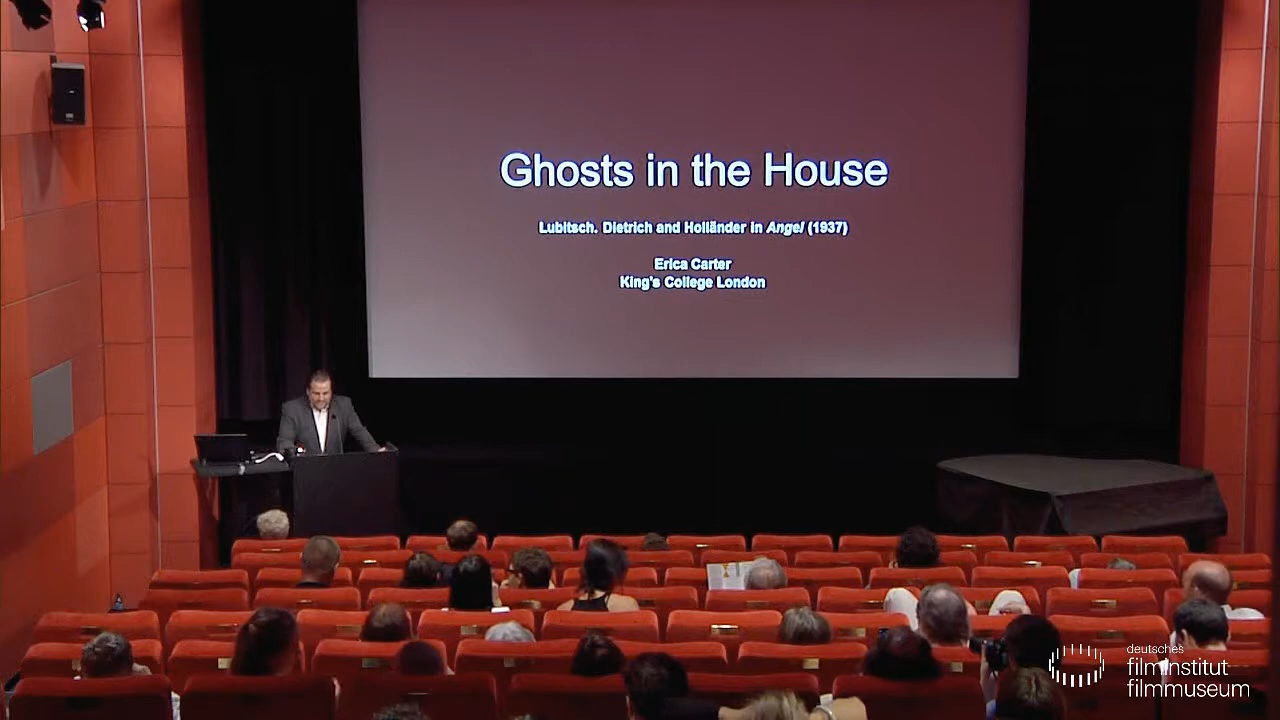 Ghosts in the House
Lubitsch. Dietrich and Holländer in Angel (1937)
Erica Carter
King's College London
deutsches
filminstitut
filmmuseum